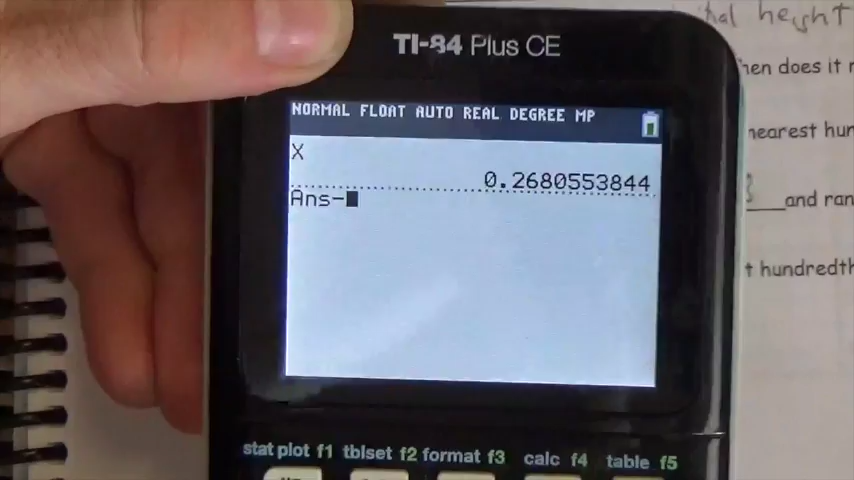 height
TI-84 Plus CE
hen does it
NORMAL FLOAT AUTO REAL DEGREE MP
nearest hun
X
0.2680553844
Ans-
and ran
t hundredth
stat plot f1 tblset f2 format f3 calc f4 table f5